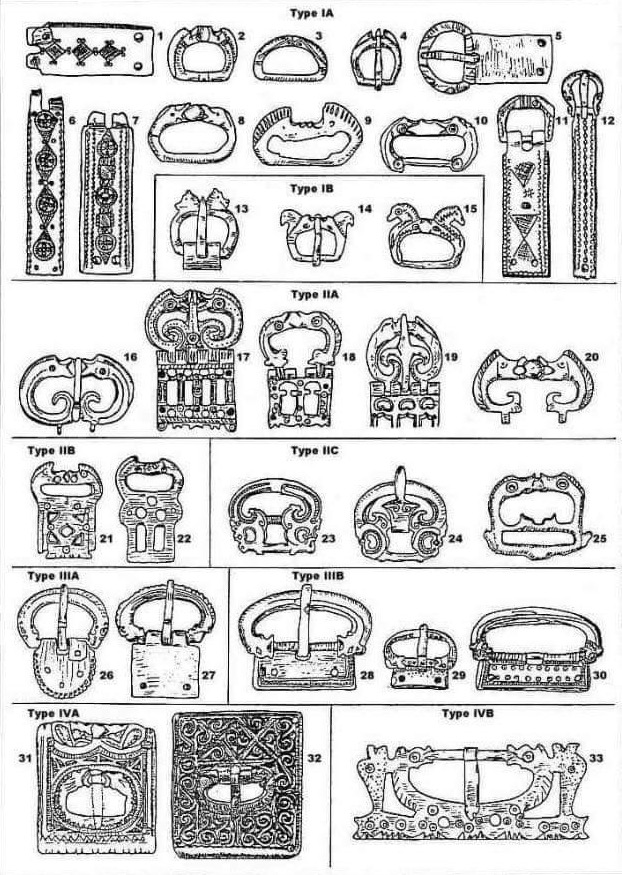 Type IA
1 2 3 4 5
6 7 8 9 10 11 12
Type IB
13 14 15
Type IIA
16 17 18 19 20
Type IIB
21 22
Type IIC
23 24 25
Type IIIA
26 27
Type IIIB
28 29 30
Type IVA
31 32
Type IVB
33